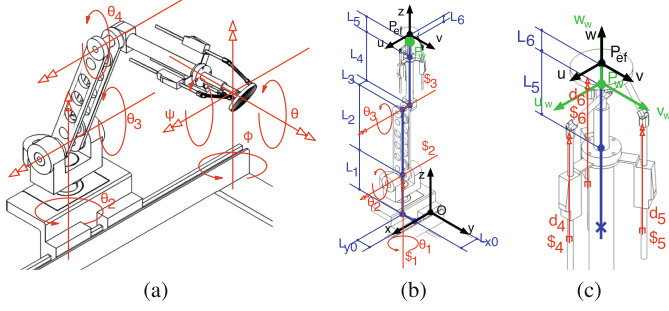 θ4
θ3
ψ
θ
ϕ
θ2
(a)
z
L5
L6
Pef
u
v
Pw
L4
L3
$3
θ3
L2
$2
L1
z
θ2
O
x
y
Ly0
θ1
Lx0
$1
(b)
ww
w
L6
Pef
u
v
L5
Pw
d6
uw
$6
vw
d4
d5
$4
$5
(c)